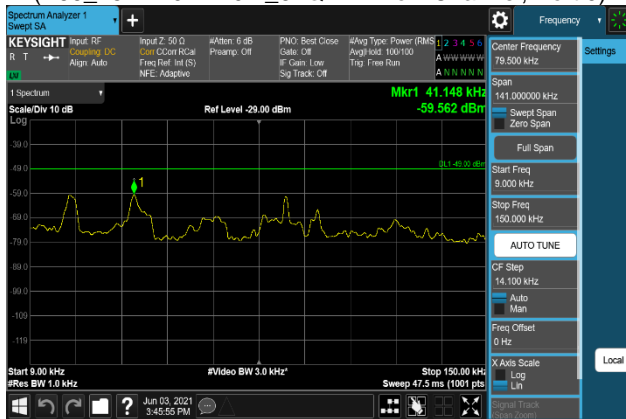 Spectrum Analyzer 1
Swept SA
Frequency
KEYSIGHT
R T
LXI
Input: RF
Coupling: DC
Align: Auto
Input Z: 50 Ω
Corr CCorr RCal
Freq Ref: Int (S)
NFE: Adaptive
#Atten: 6 dB
Preamp: Off
PNO: Best Close
Gate: Off
IF Gain: Low
Sig Track: Off
#Avg Type: Power (RMS
Avg|Hold: 100/100
Trig: Free Run
1 2 3 4 5 6
A W W W W W
A N N N N N
1 Spectrum
Scale/Div 10 dB
Log
Ref Level -29.00 dBm
Mkr1 41.148 kHz
-59.562 dBm
DL1 -49.00 dBm
1
-39.0
-49.0
-59.0
-69.0
-79.0
-89.0
-99.0
-109
-119
Start 9.00 kHz
#Res BW 1.0 kHz
#Video BW 3.0 kHz*
Stop 150.00 kHz
Sweep 47.5 ms (1001 pts
Jun 03, 2021
3:45:55 PM
Center Frequency
79.500 kHz
Span
141.000000 kHz
Swept Span
Zero Span
Full Span
Start Freq
9.000 kHz
Stop Freq
150.000 kHz
AUTO TUNE
CF Step
14.100 kHz
Auto
Man
Freq Offset
0 Hz
X Axis Scale
Log
Lin
Signal Track
(Span Zoom)
Settings
Local